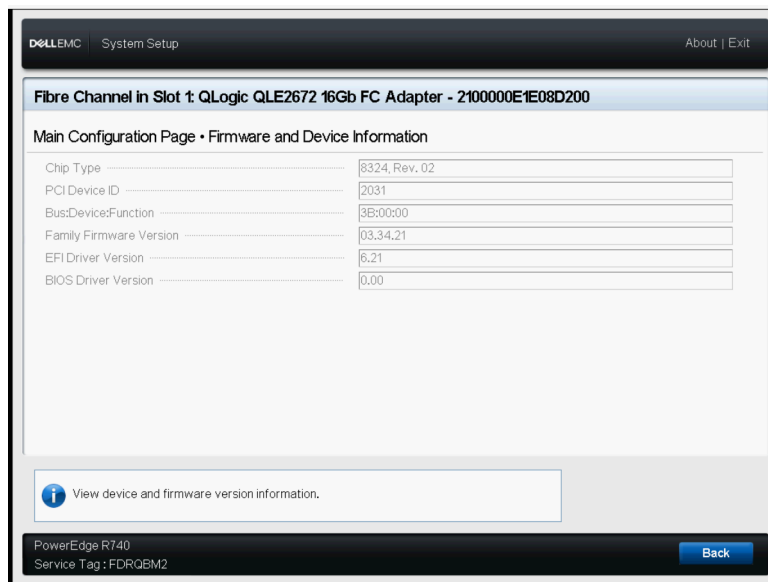 DELLEMC System Setup About | Exit
Fibre Channel in Slot 1: QLogic QLE2672 16Gb FC Adapter - 2100000E1E08D200
Main Configuration Page • Firmware and Device Information
Chip Type 8324, Rev. 02
PCI Device ID 2031
Bus:Device:Function 3B:00:00
Family Firmware Version 03.34.21
EFI Driver Version 6.21
BIOS Driver Version 0.00
View device and firmware version information.
PowerEdge R740
Service Tag : FDRQBM2
Back